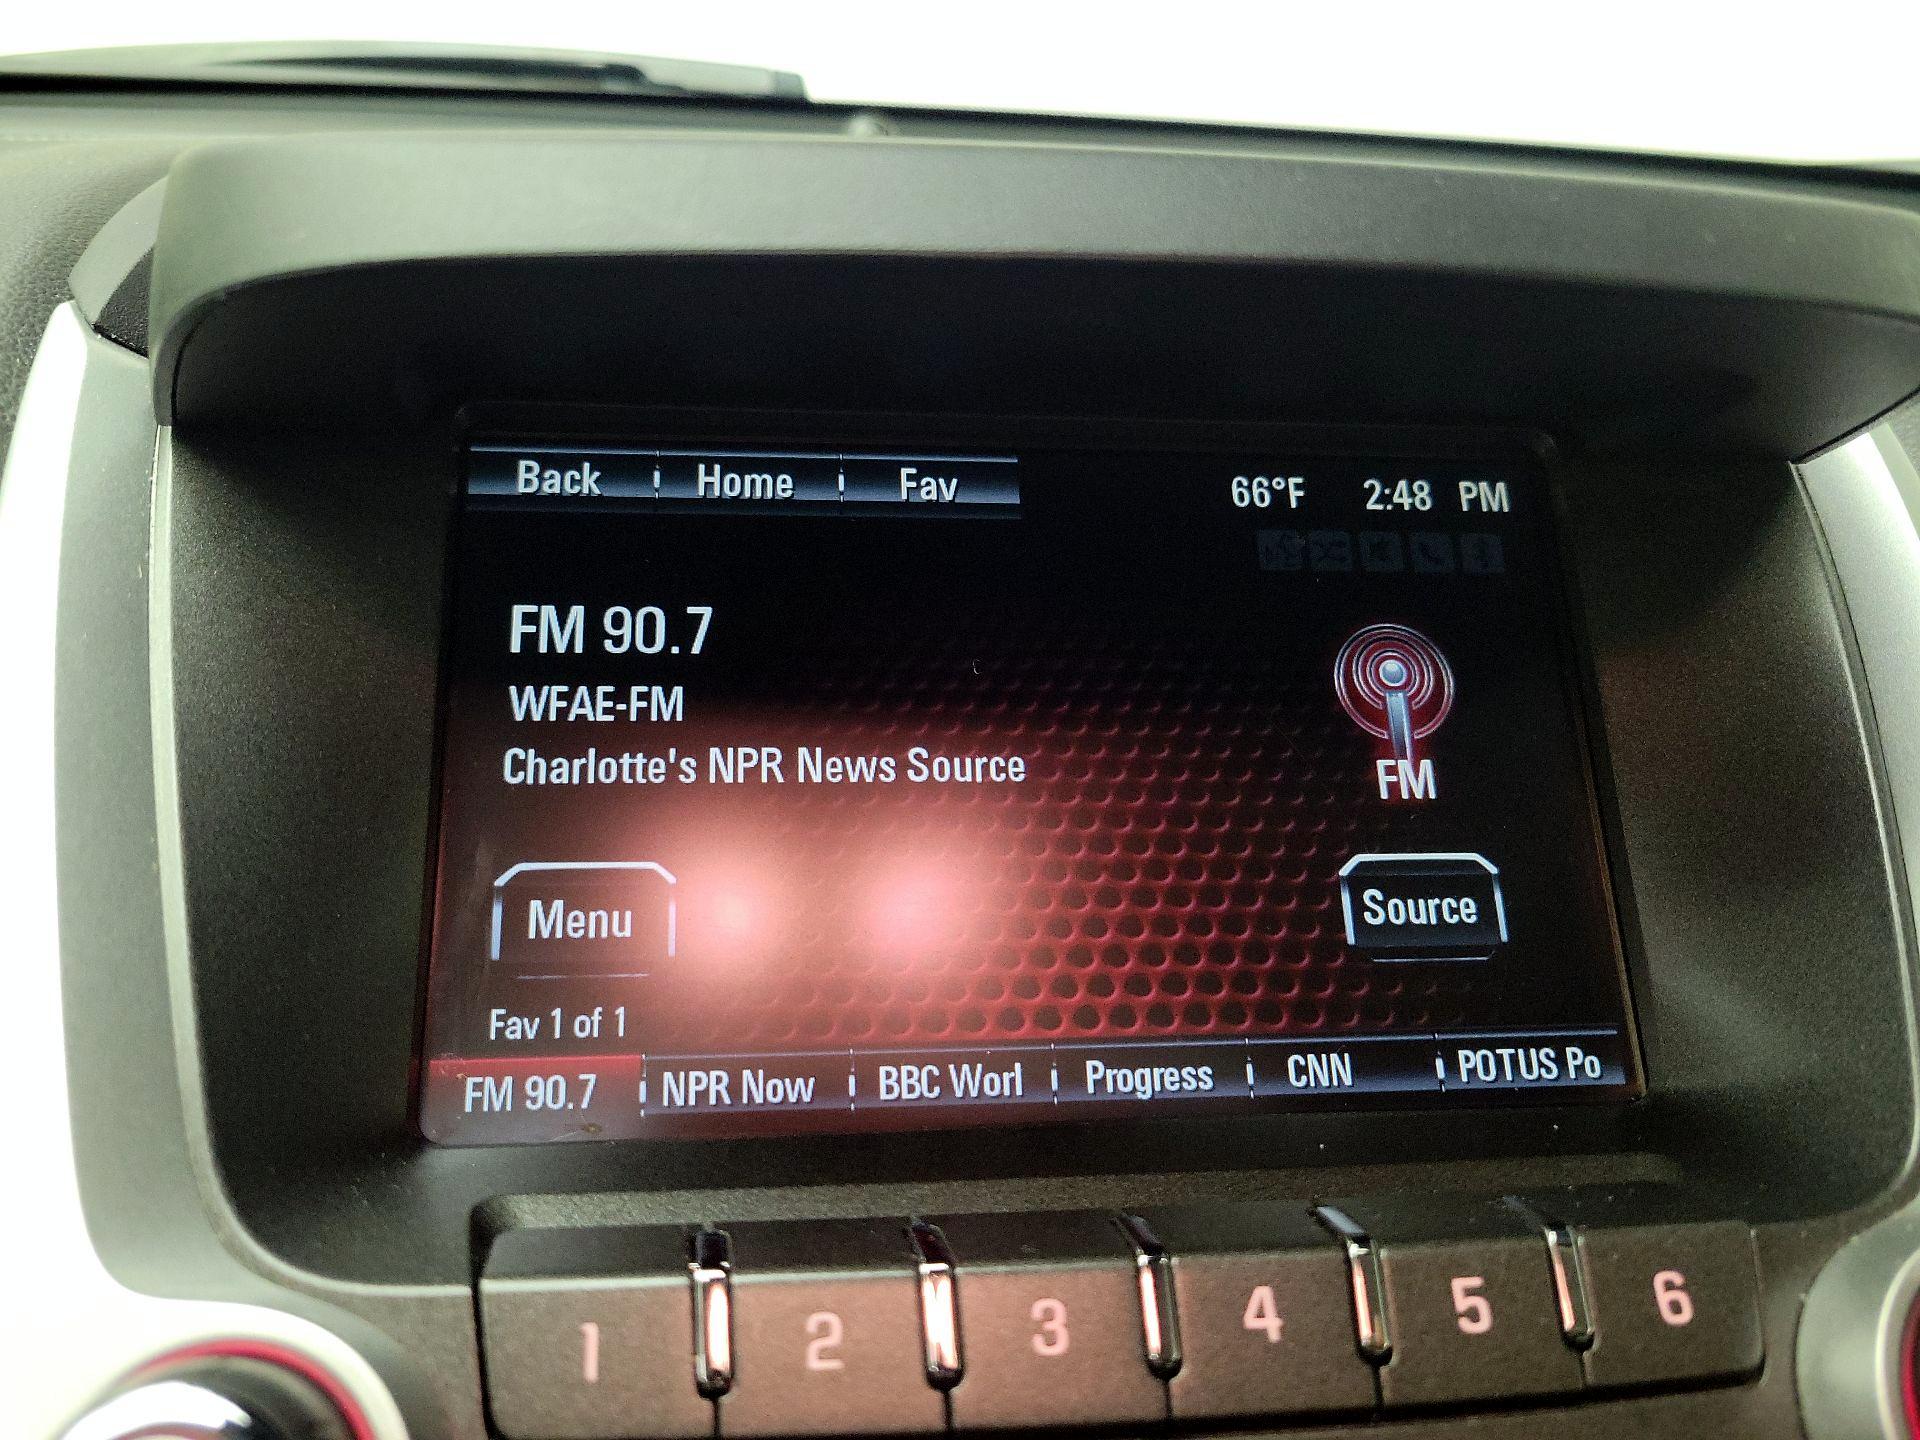 Back Home Fav 66°F 2:48 PM
FM 90.7
WFAE-FM
Charlotte's NPR News Source
FM
Menu Source
Fav 1 of 1
FM 90.7 NPR Now BBC Worl Progress CNN POTUS Po
1 2 3 4 5 6